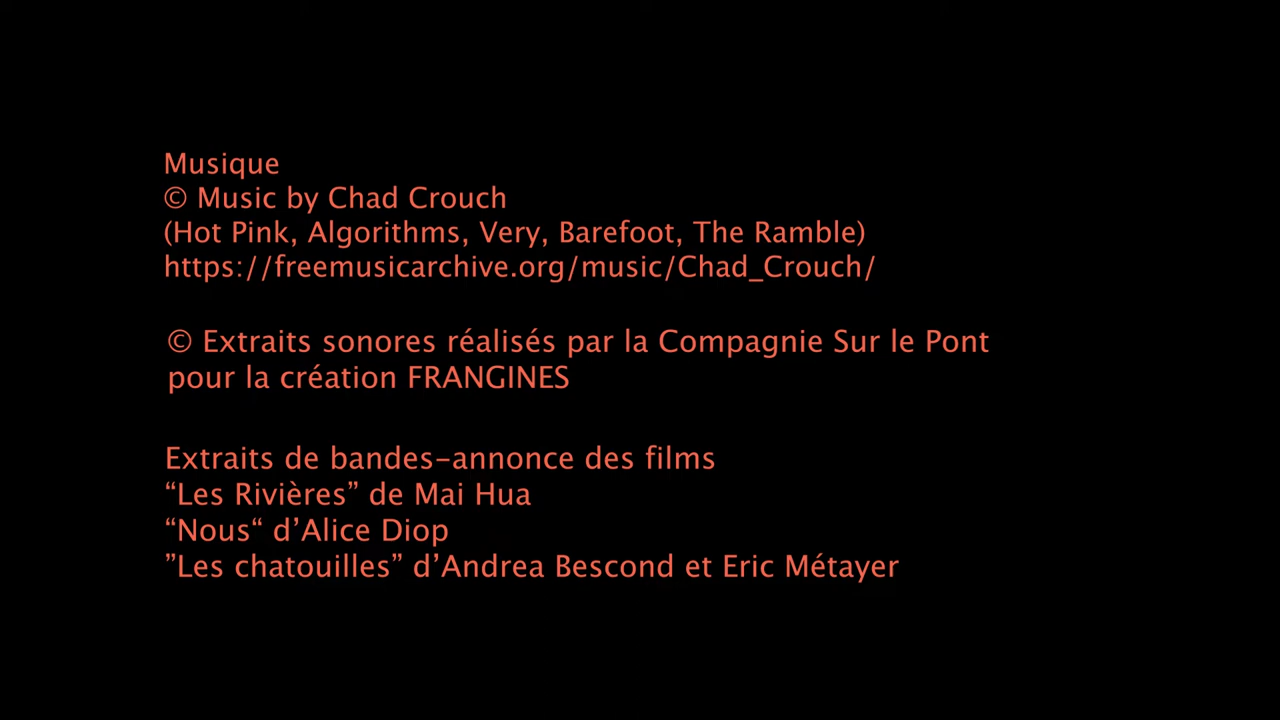 Musique
© Music by Chad Crouch
(Hot Pink, Algorithms, Very, Barefoot, The Ramble)
https://freemusicarchive.org/music/Chad_Crouch/
© Extraits sonores réalisés par la Compagnie Sur le Pont
pour la création FRANGINES
Extraits de bandes-annonce des films
“Les Rivières” de Mai Hua
“Nous“ d’Alice Diop
”Les chatouilles” d’Andrea Bescond et Eric Métayer